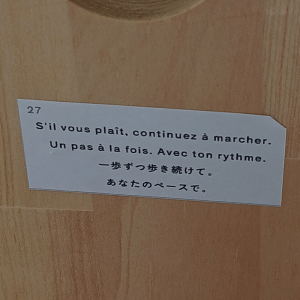 27
S'il vous plaît, continuez à marcher.
Un pas à la fois. Avec ton rythme.
一歩ずつ歩き続けて。
あなたのペースで。